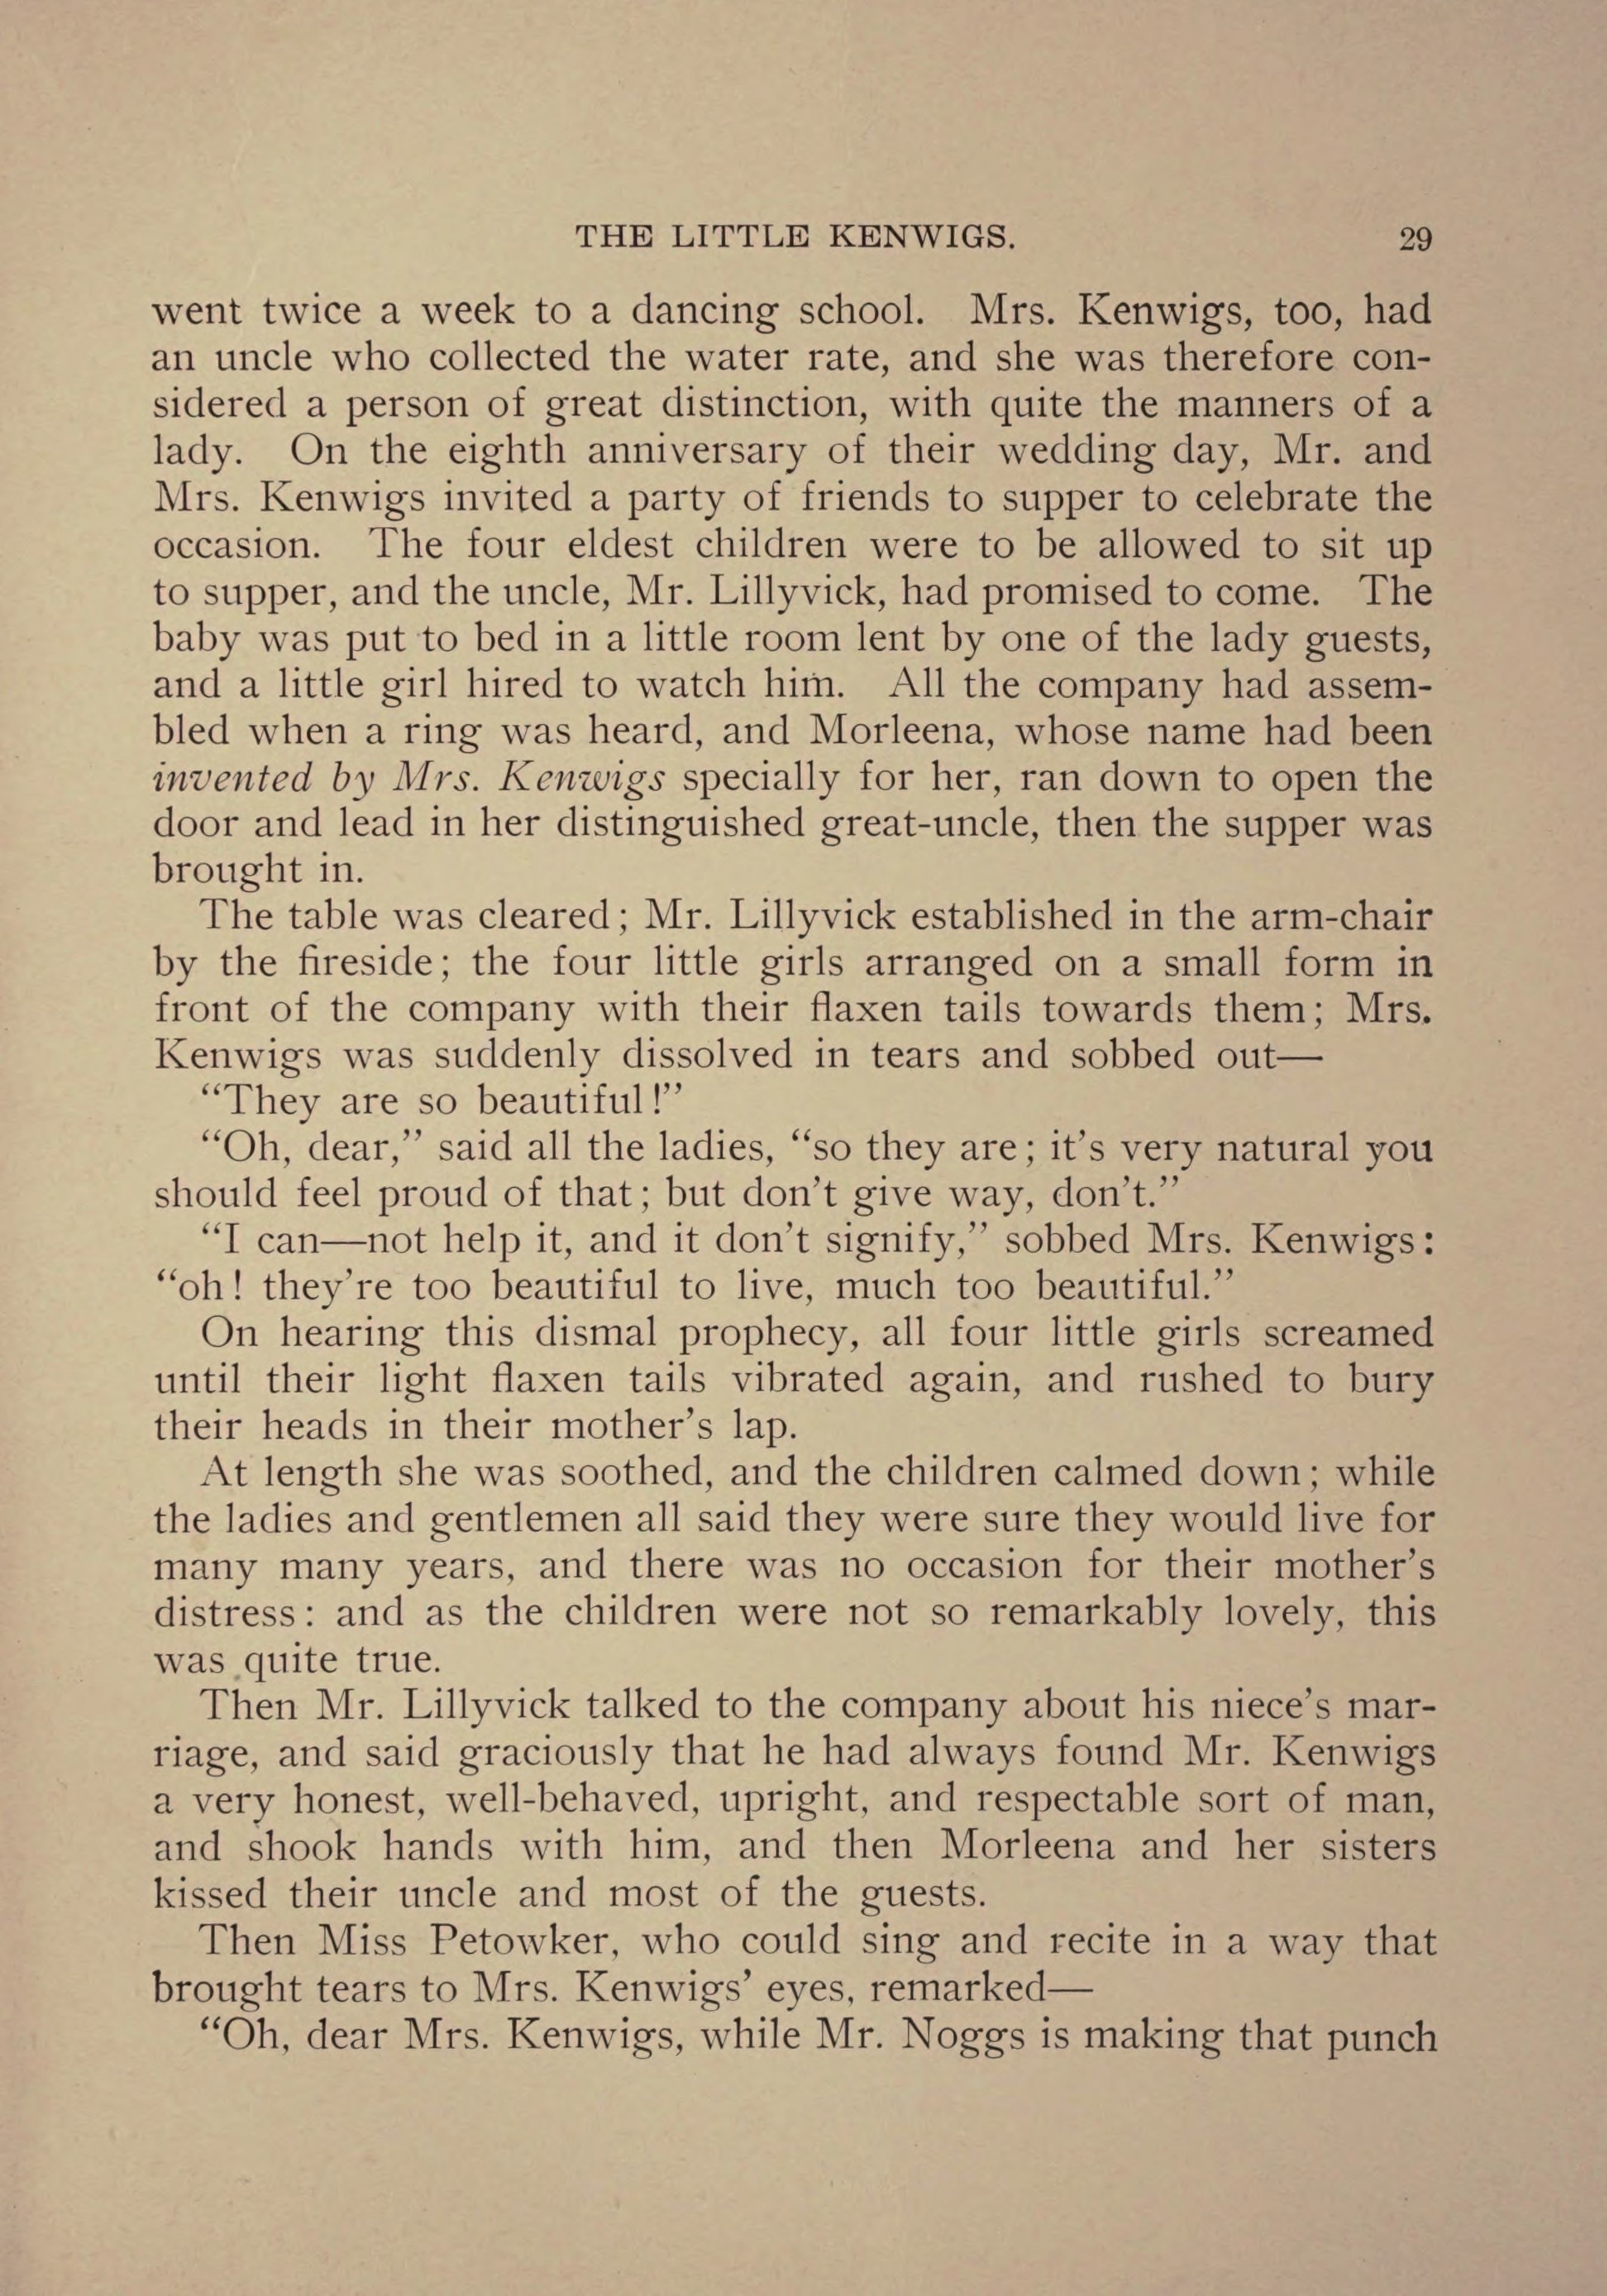 THE LITTLE KENWIGS. 29
went twice a week to a dancing school. Mrs. Kenwigs, too, had
an uncle who collected the water rate, and she was therefore con-
sidered a person of great distinction, with quite the manners of a
lady. On the eighth anniversary of their wedding day, Mr. and
Mrs. Kenwigs invited a party of friends to supper to celebrate the
occasion. The four eldest children were to be allowed to sit up
to supper, and the uncle, Mr. Lillyvick, had promised to come. The
baby was put to bed in a little room lent by one of the lady guests,
and a little girl hired to watch him. All the company had assem-
bled when a ring was heard, and Morleena, whose name had been
invented by Mrs. Kenwigs specially for her, ran down to open the
door and lead in her distinguished great-uncle, then the supper was
brought in.
The table was cleared; Mr. Lillyvick established in the arm-chair
by the fireside; the four little girls arranged on a small form in
front of the company with their flaxen tails towards them; Mrs.
Kenwigs was suddenly dissolved in tears and sobbed out—
“They are so beautiful!”
“Oh, dear,” said all the ladies, “so they are; it’s very natural you
should feel proud of that; but don’t give way, don’t.”
“I can—not help it, and it don’t signify,” sobbed Mrs. Kenwigs:
“oh! they’re too beautiful to live, much too beautiful.”
On hearing this dismal prophecy, all four little girls screamed
until their light flaxen tails vibrated again, and rushed to bury
their heads in their mother’s lap.
At length she was soothed, and the children calmed down; while
the ladies and gentlemen all said they were sure they would live for
many many years, and there was no occasion for their mother’s
distress: and as the children were not so remarkably lovely, this
was quite true.
Then Mr. Lillyvick talked to the company about his niece’s mar-
riage, and said graciously that he had always found Mr. Kenwigs
a very honest, well-behaved, upright, and respectable sort of man,
and shook hands with him, and then Morleena and her sisters
kissed their uncle and most of the guests.
Then Miss Petowker, who could sing and recite in a way that
brought tears to Mrs. Kenwigs’ eyes, remarked—
“Oh, dear Mrs. Kenwigs, while Mr. Noggs is making that punch